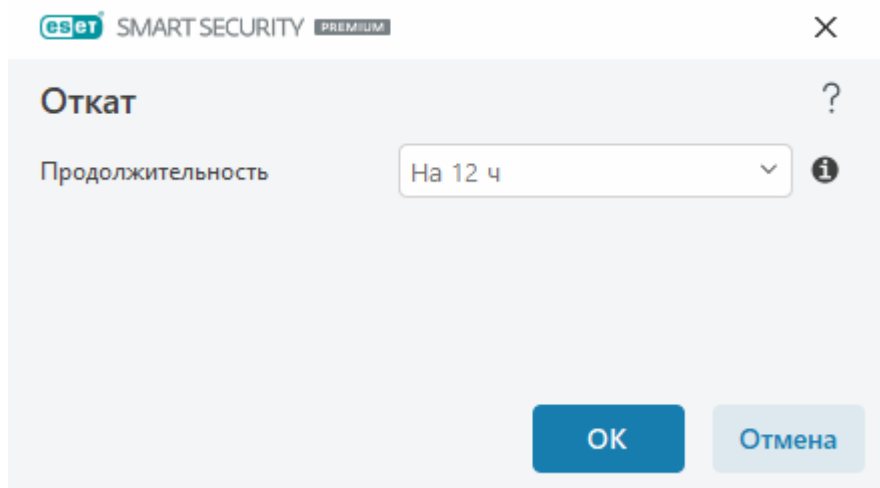 eset SMART SECURITY PREMIUM
Откат
Продолжительность На 12 ч
ОК Отмена